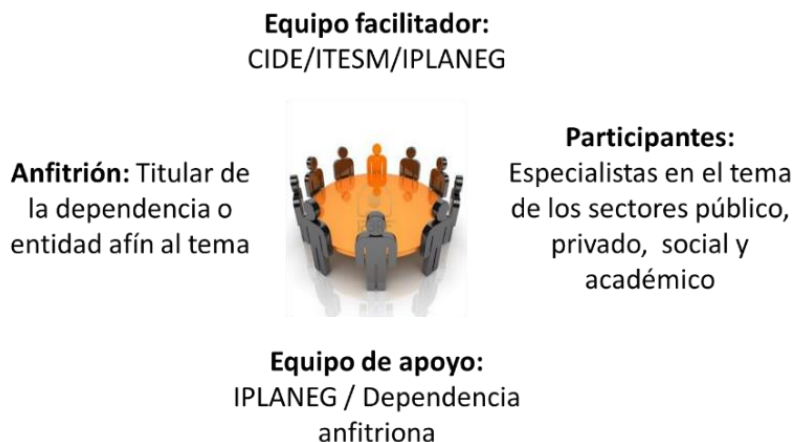 Equipo facilitador:
CIDE/ITESM/IPLANEG
Anfitrión: Titular de
la dependencia o
entidad afín al tema
Participantes:
Especialistas en el tema
de los sectores público,
privado, social y
académico
Equipo de apoyo:
IPLANEG / Dependencia
anfitriona